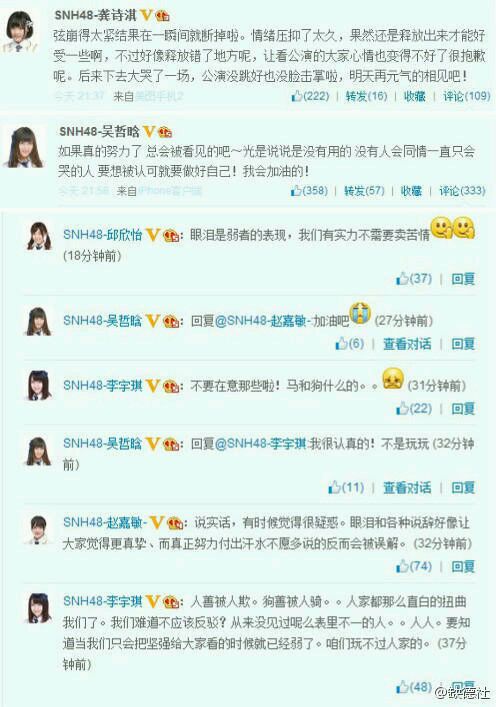 SNH48-龚诗淇
弦崩得太紧结果在一瞬间就断掉啦。情绪压抑了太久，果然还是释放出来才能好
受一些啊，不过好像释放错了地方呢，让看公演的大家心情也变得不好了很抱歉
呢。后来下去大哭了一场，公演没跳好也没脸击掌啦，明天再元气的相见吧！
今天 21:37 来自美图手机2
(222) | 转发(16) | 收藏 | 评论(109)
SNH48-吴哲晗
如果真的努力了 总会被看见的吧～光是说说是没有用的 没有人会同情一直只会
哭的人 要想被认可就要做好自己！我会加油的！
今天 21:56 来自iPhone客户端
(358) | 转发(57) | 收藏 | 评论(333)
SNH48-邱欣怡：眼泪是弱者的表现，我们有实力不需要卖苦情
(18分钟前)
(37) | 回复
SNH48-吴哲晗：回复@SNH48-赵嘉敏-:加油吧 (27分钟前)
(6) | 查看对话 | 回复
SNH48-李宇琪：不要在意那些啦！马和狗什么的。。 (31分钟前)
(22) | 回复
SNH48-吴哲晗：回复@SNH48-李宇琪:我很认真的！不是玩玩 (32分钟
前)
(11) | 查看对话 | 回复
SNH48-赵嘉敏-：说实话，有时候觉得很疑惑。眼泪和各种说辞好像让
大家觉得更真挚、而真正努力付出汗水不愿多说的反而会被误解。 (32分钟前)
(74) | 回复
SNH48-李宇琪：人善被人欺。狗善被人骑。。人家都那么直白的扭曲
我们了。我们难道不应该反驳？从来没见过呢么表里不一的人。。人人。要知
道当我们只会把坚强给大家看的时候就已经弱了。咱们玩不过人家的。 (37分
钟前)
(48) | 回复
@缺德社